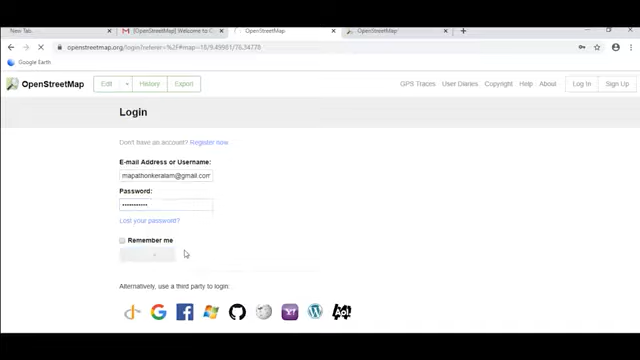 New Tab
[OpenStreetMap] Welcome to O
OpenStreetMap
OpenStreetMap
openstreetmap.org/login?referer=%2F#map=18/9.49981/76.34778
Google Earth
OpenStreetMap
Edit
History
Export
GPS Traces
User Diaries
Copyright
Help
About
Log In
Sign Up
Login
Don't have an account? Register now
E-mail Address or Username:
mapathonkeralam@gmail.com
Password:
Lost your password?
Remember me
Alternatively, use a third party to login:
Aol